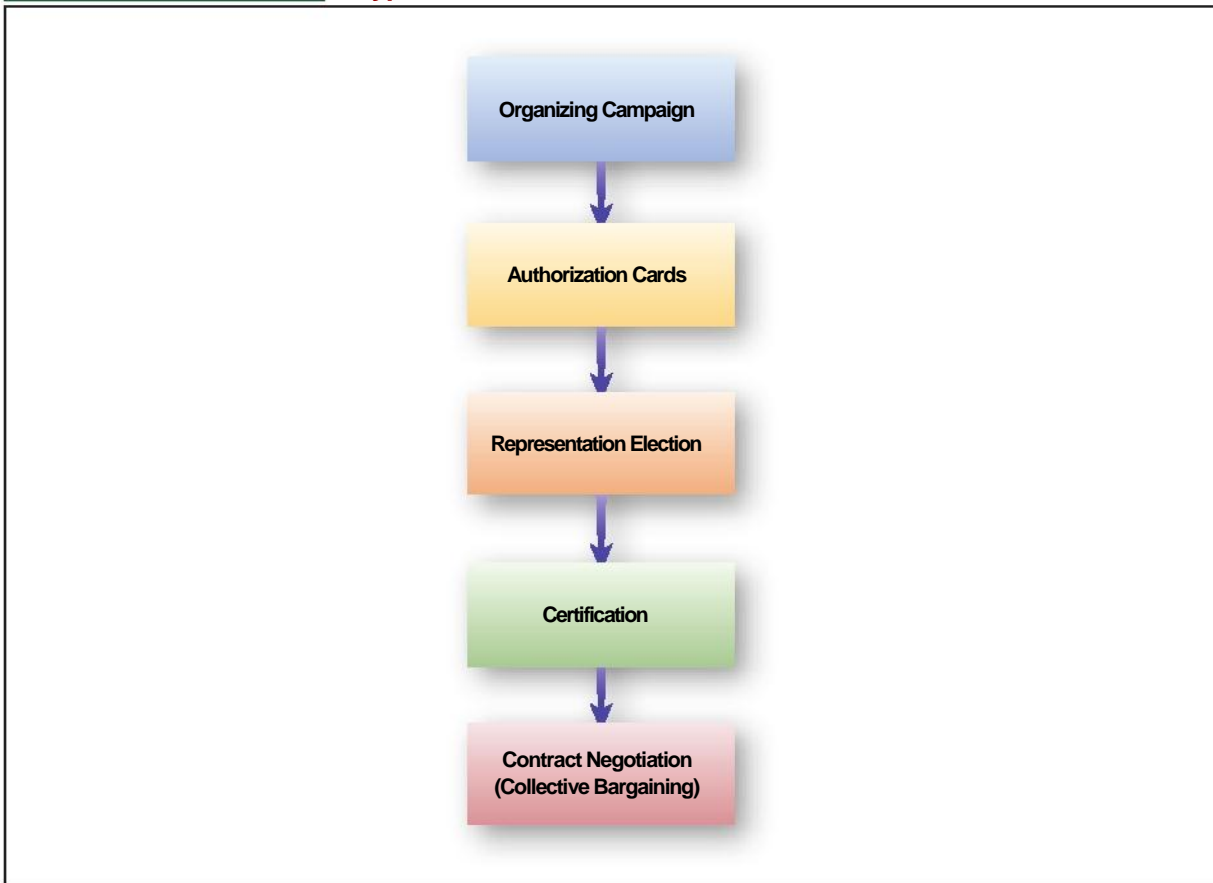 Organizing Campaign
Authorization Cards
Representation Election
Certification
Contract Negotiation
(Collective Bargaining)